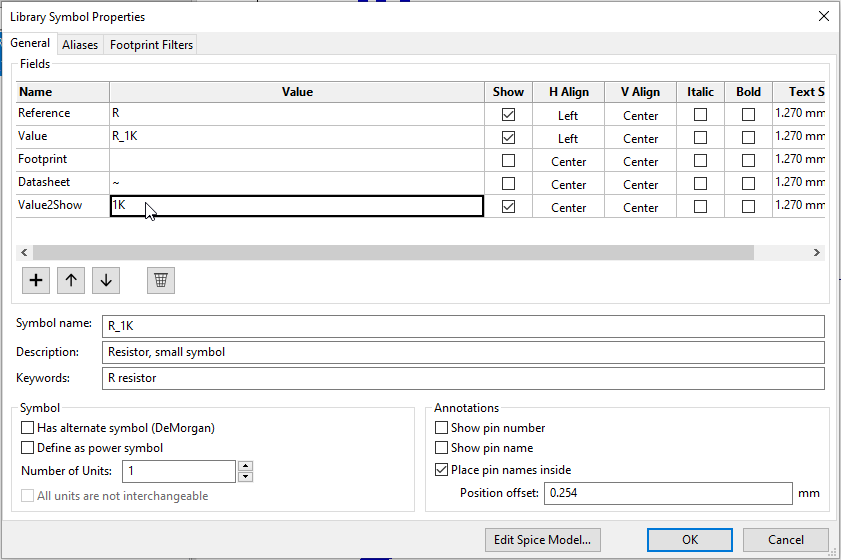 Library Symbol Properties
General Aliases Footprint Filters
Fields
Name Value Show H Align V Align Italic Bold Text S
Reference R Left Center 1.270 mm
Value R_1K Left Center 1.270 mm
Footprint Center Center 1.270 mm
Datasheet ~ Center Center 1.270 mm
Value2Show 1K Center Center 1.270 mm
Symbol name: R_1K
Description: Resistor, small symbol
Keywords: R resistor
Symbol
Has alternate symbol (DeMorgan)
Define as power symbol
Number of Units: 1
All units are not interchangeable
Annotations
Show pin number
Show pin name
Place pin names inside
Position offset: 0.254 mm
Edit Spice Model... OK Cancel